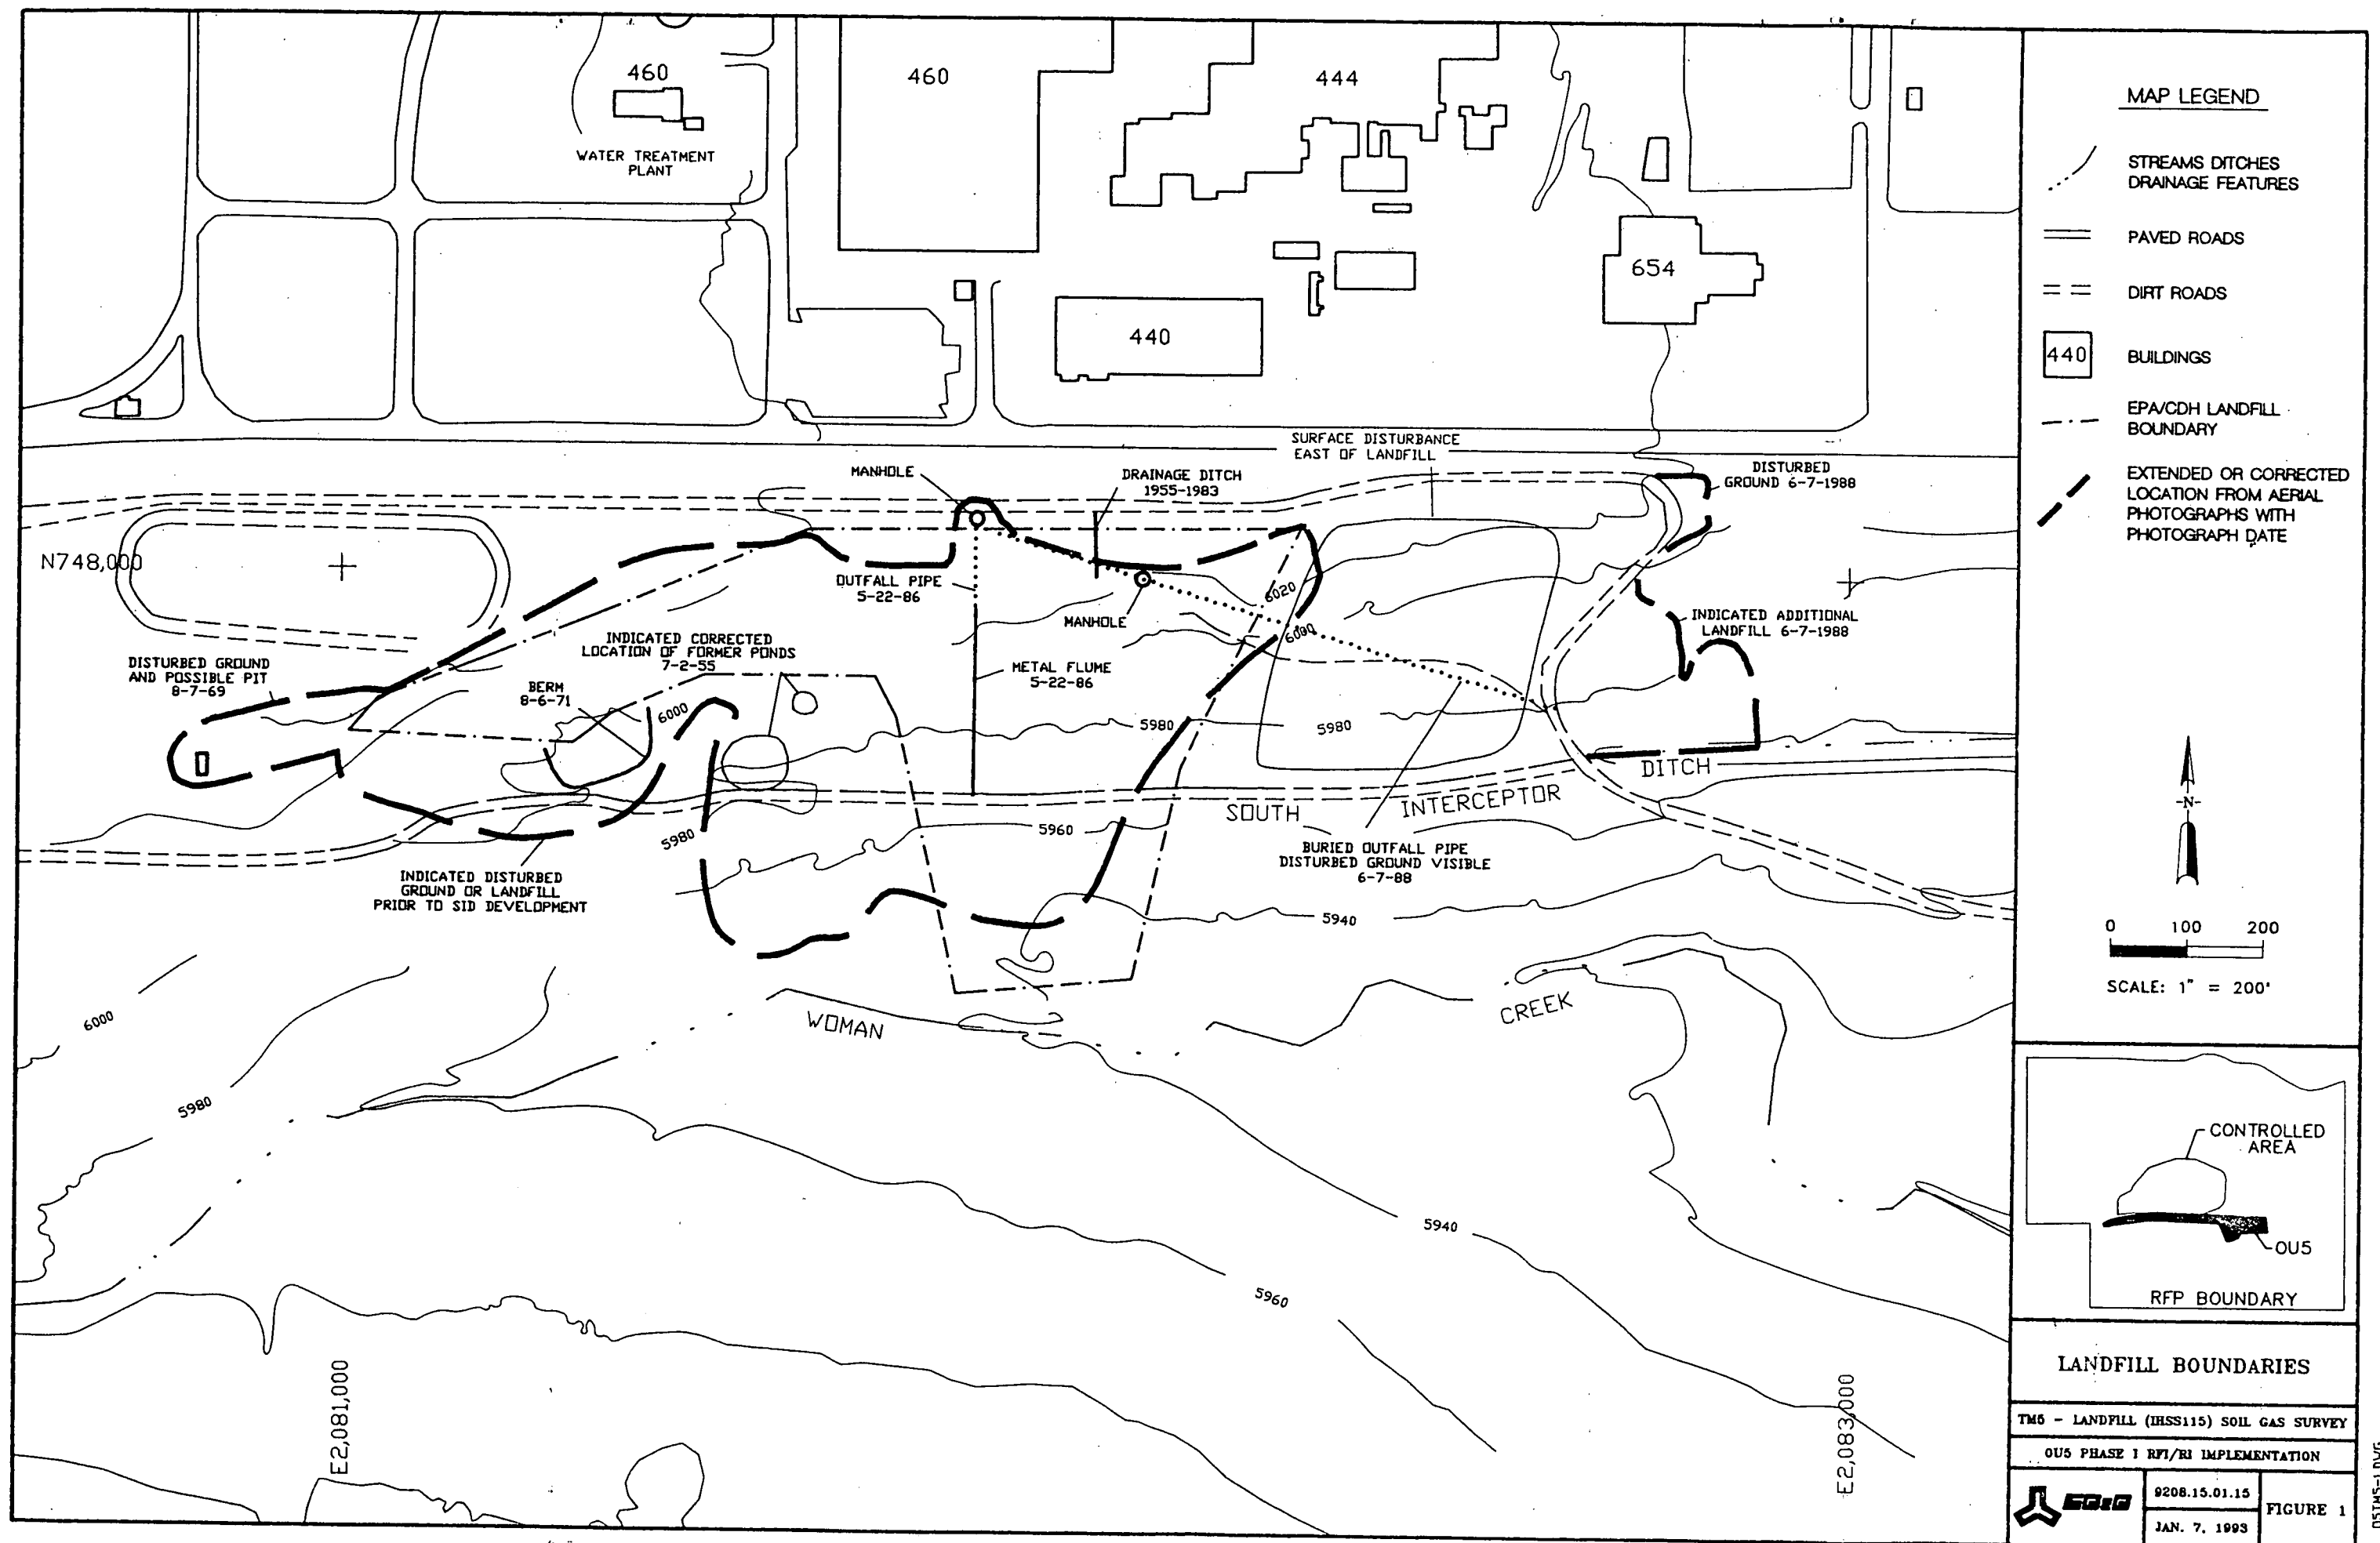 460
WATER TREATMENT
PLANT
460
444
654
440
SURFACE DISTURBANCE
EAST OF LANDFILL
MANHOLE
DRAINAGE DITCH
1955-1983
DISTURBED
GROUND 6-7-1988
N748,000
OUTFALL PIPE
5-22-86
MANHOLE
6020
6000
INDICATED ADDITIONAL
LANDFILL 6-7-1988
INDICATED CORRECTED
LOCATION OF FORMER PONDS
7-2-55
DISTURBED GROUND
AND POSSIBLE PIT
8-7-69
BERM
8-6-71
6000
METAL FLUME
5-22-86
5980
5980
DITCH
SOUTH
INTERCEPTOR
5980
5960
BURIED OUTFALL PIPE
DISTURBED GROUND VISIBLE
6-7-88
INDICATED DISTURBED
GROUND OR LANDFILL
PRIOR TO SID DEVELOPMENT
5940
WOMAN
CREEK
6000
5980
5940
5960
E2,081,000
E2,083,000
MAP LEGEND
STREAMS DITCHES
DRAINAGE FEATURES
PAVED ROADS
DIRT ROADS
440
BUILDINGS
EPA/CDH LANDFILL
BOUNDARY
EXTENDED OR CORRECTED
LOCATION FROM AERIAL
PHOTOGRAPHS WITH
PHOTOGRAPH DATE
-N-
0 100 200
SCALE: 1" = 200'
CONTROLLED
AREA
OU5
RFP BOUNDARY
LANDFILL BOUNDARIES
TM5 - LANDFILL (IHSS115) SOIL GAS SURVEY
OU5 PHASE I RFI/RI IMPLEMENTATION
EG&G
9208.15.01.15
JAN. 7, 1993
FIGURE 1